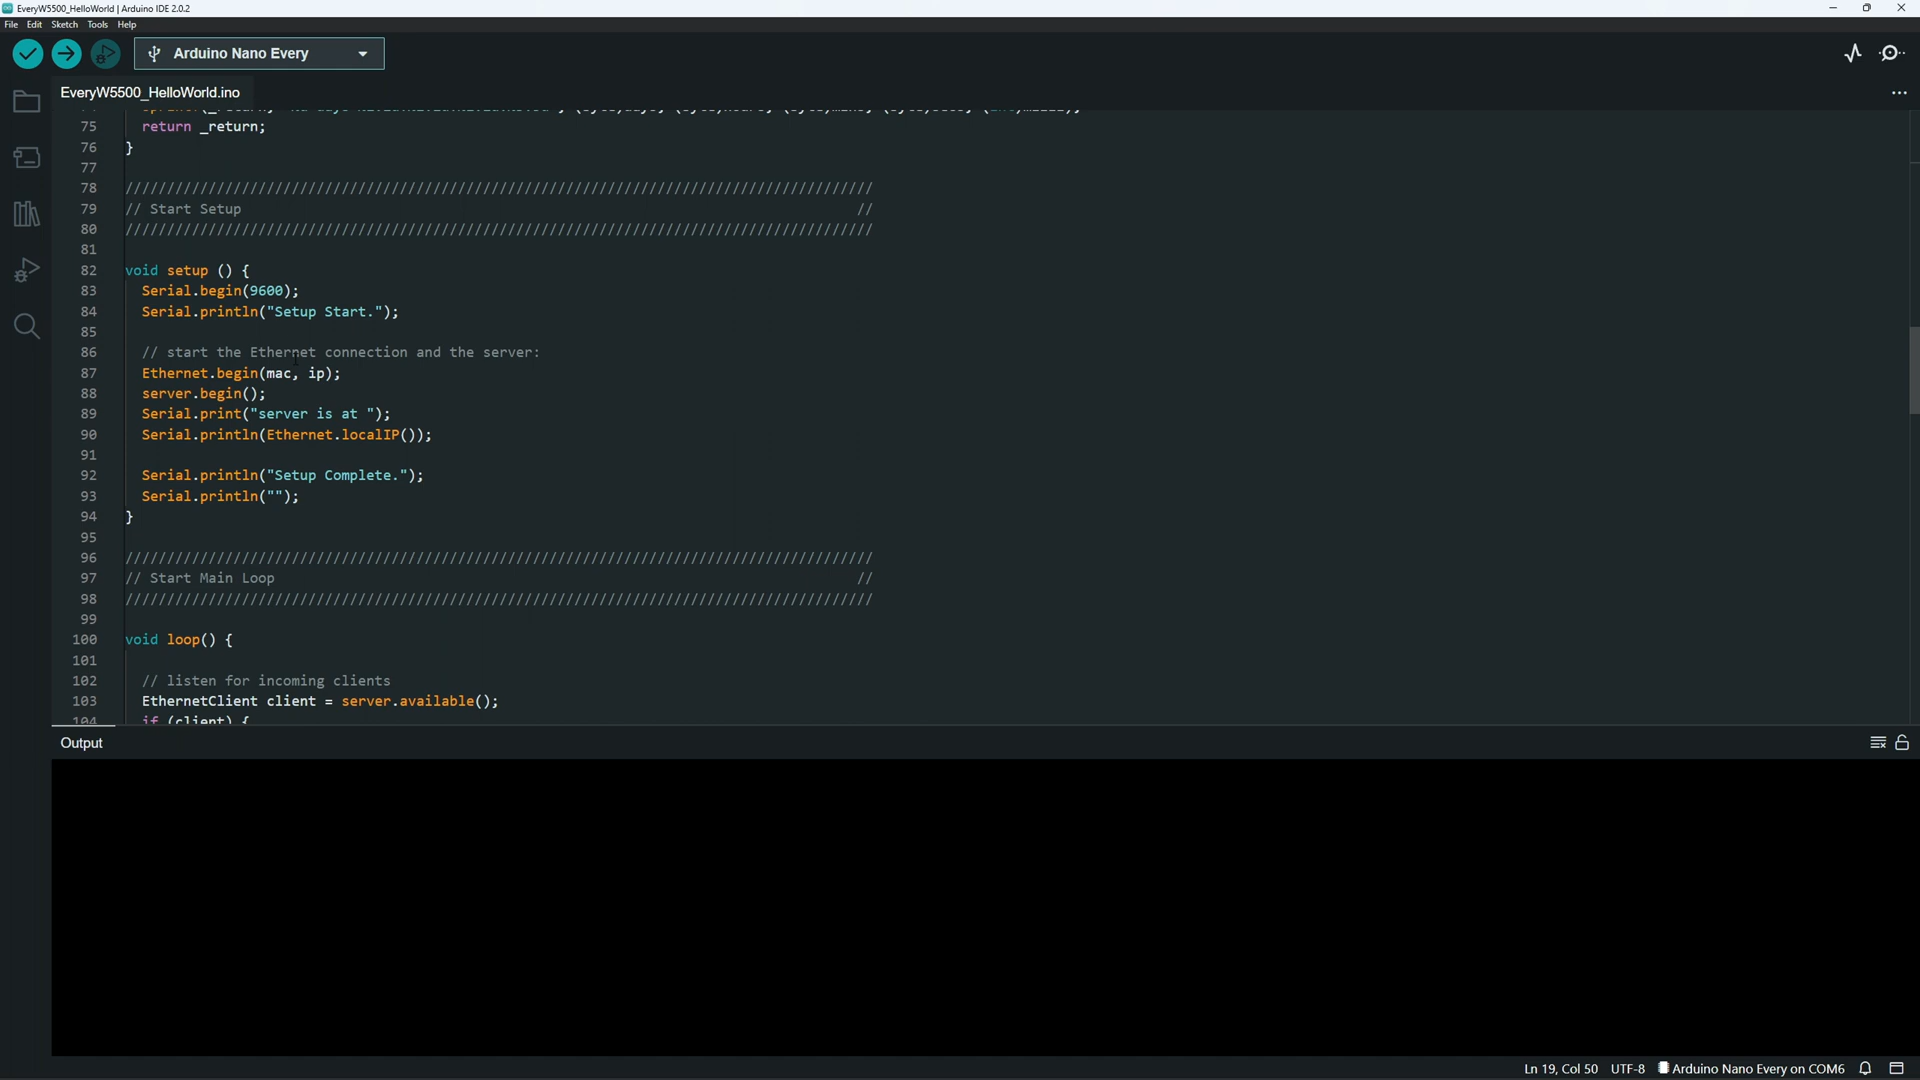 EveryW5500_HelloWorld | Arduino IDE 2.0.2
File Edit Sketch Tools Help
Arduino Nano Every
EveryW5500_HelloWorld.ino
75 return _return;
76 }
77
78 //////////////////////////////////////////////////////////////////////////////////////////
79 // Start Setup //
80 //////////////////////////////////////////////////////////////////////////////////////////
81
82 void setup () {
83 Serial.begin(9600);
84 Serial.println("Setup Start.");
85
86 // start the Ethernet connection and the server:
87 Ethernet.begin(mac, ip);
88 server.begin();
89 Serial.print("server is at ");
90 Serial.println(Ethernet.localIP());
91
92 Serial.println("Setup Complete.");
93 Serial.println("");
94 }
95
96 //////////////////////////////////////////////////////////////////////////////////////////
97 // Start Main Loop //
98 //////////////////////////////////////////////////////////////////////////////////////////
99
100 void loop() {
101
102 // listen for incoming clients
103 EthernetClient client = server.available();
104 if (client) {
Output
Ln 19, Col 50 UTF-8 Arduino Nano Every on COM6